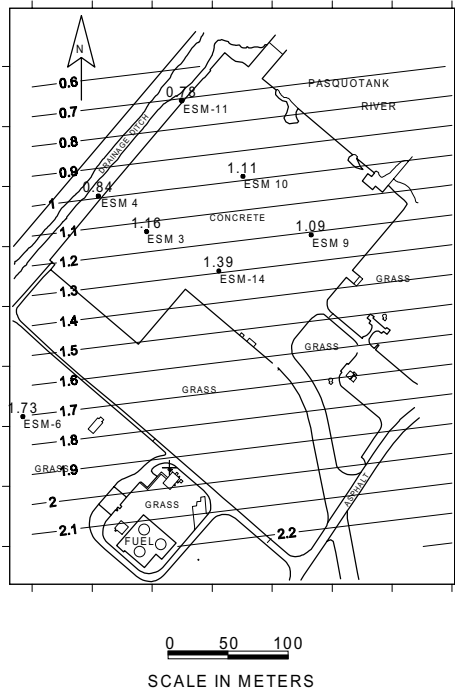 N
0.6
PASQUOTANK
0.78
RIVER
0.7
ESM-11
0.8
DRAINAGE DITCH
0.9
1.11
0.84
ESM 10
1
ESM 4
CONCRETE
1.16
1.09
1.1
ESM 3
ESM 9
1.2
1.39
ESM-14
GRASS
1.3
1.4
GRASS
1.5
1.6
GRASS
1.73
1.7
ESM-6
1.8
GRASS
1.9
ASPHALT
2
GRASS
2.1
2.2
FUEL
0 50 100
SCALE IN METERS